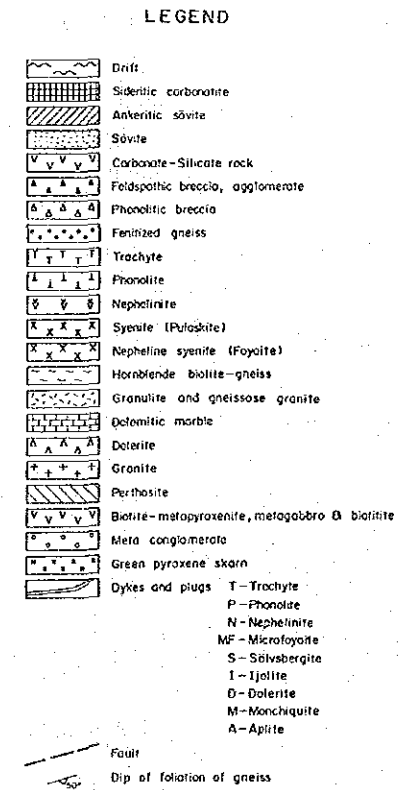 LEGEND
Drift
Sideritic carbonatite
Ankeritic sövite
Sövite
Carbonate-Silicate rock
Feldspathic breccia, agglomerate
Phonolitic breccia
Fenitized gneiss
Trachyte
Phonolite
Nephelinite
Syenite (Pulaskite)
Nepheline syenite (Foyaite)
Hornblende biotite-gneiss
Granulite and gneissose granite
Dolomitic marble
Dolerite
Granite
Perthosite
Biotite-metapyroxenite, metagabbro & biotitite
Meta conglomerate
Green pyroxene skarn
Dykes and plugs T-Trachyte
P-Phonolite
N-Nephelinite
MF-Microfoyaite
S-Sölvsbergite
I-Ijolite
D-Dolerite
M-Monchiquite
A-Aplite
Fault
50° Dip of foliation of gneiss